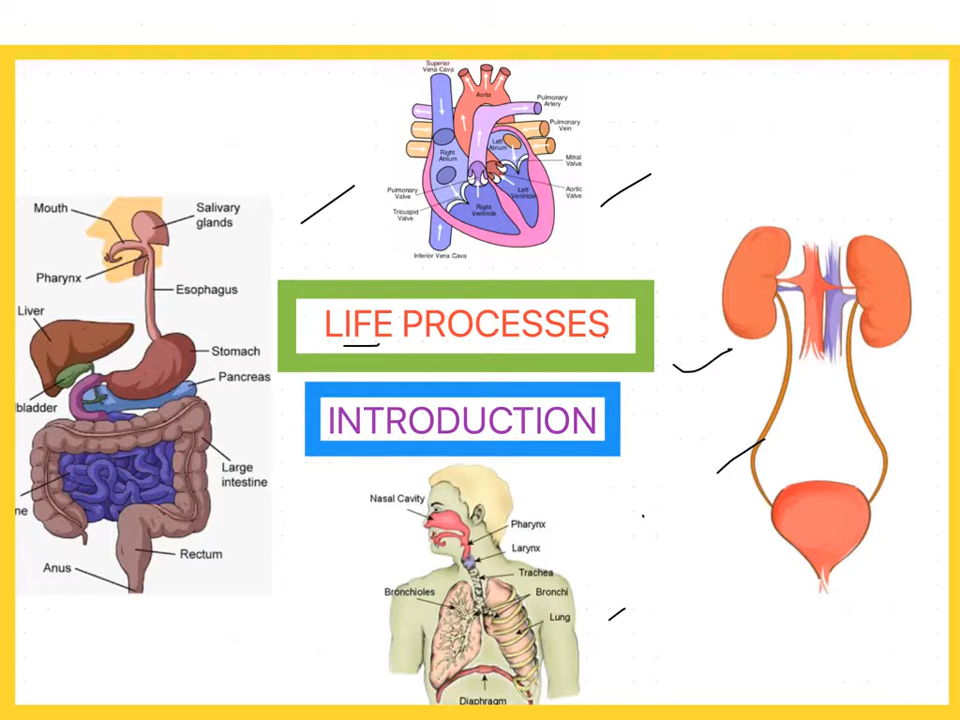 Superior
Vena Cava
Aorta
Pulmonary
Artery
Pulmonary
Vein
Left
Atrium
Right
Atrium
Mitral
Valve
Pulmonary
Valve
Aortic
Valve
Left
Ventricle
Right
Ventricle
Tricuspid
Valve
Inferior Vena Cava
Mouth
Salivary
glands
Pharynx
Esophagus
Liver
Stomach
Pancreas
bladder
Large
intestine
ne
Rectum
Anus
LIFE PROCESSES
INTRODUCTION
Nasal Cavity
Pharynx
Larynx
Trachea
Bronchioles
Bronchi
Lung
Diaphragm